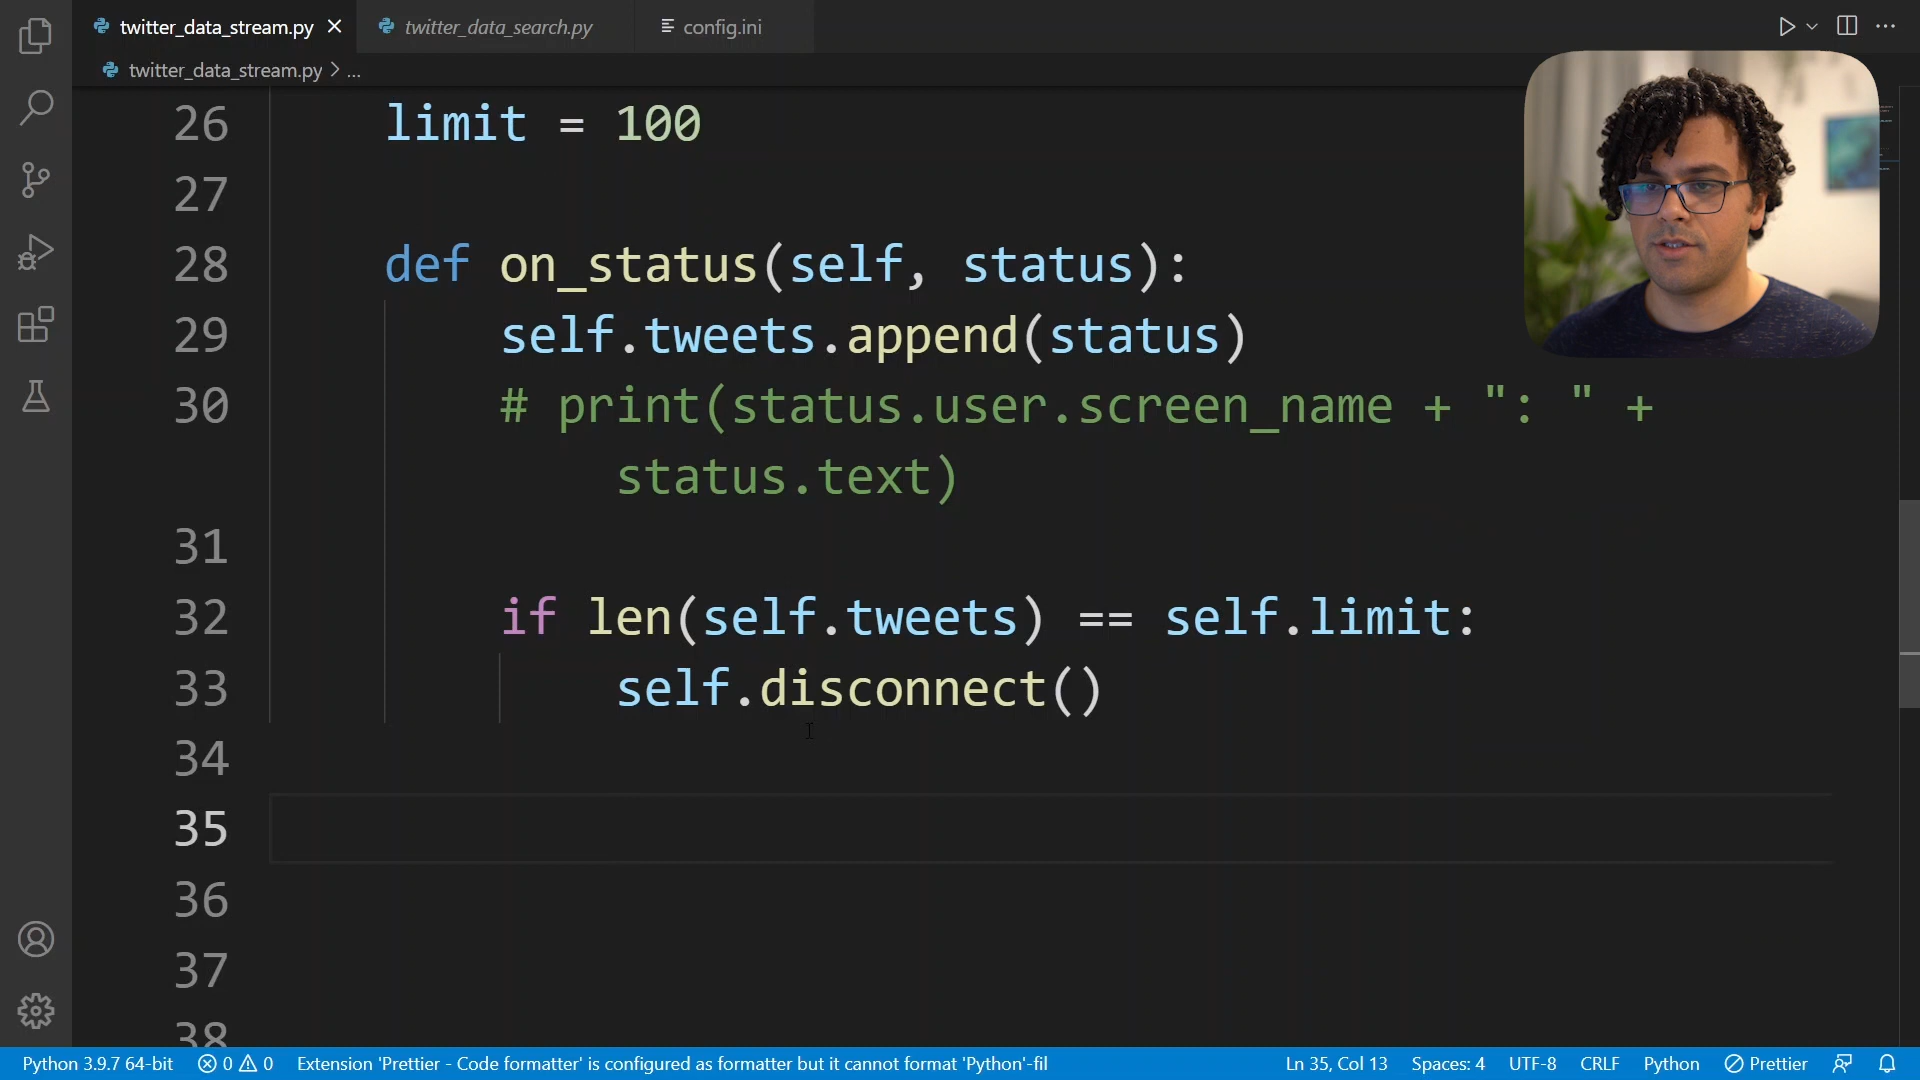 twitter_data_stream.py
twitter_data_search.py
config.ini
twitter_data_stream.py > ...
26 limit = 100
27
28 def on_status(self, status):
29 self.tweets.append(status)
30 # print(status.user.screen_name + ": " +
status.text)
31
32 if len(self.tweets) == self.limit:
33 self.disconnect()
34
35
36
37
38
Python 3.9.7 64-bit 0 0 Extension 'Prettier - Code formatter' is configured as formatter but it cannot format 'Python'-fil Ln 35, Col 13 Spaces: 4 UTF-8 CRLF Python Prettier